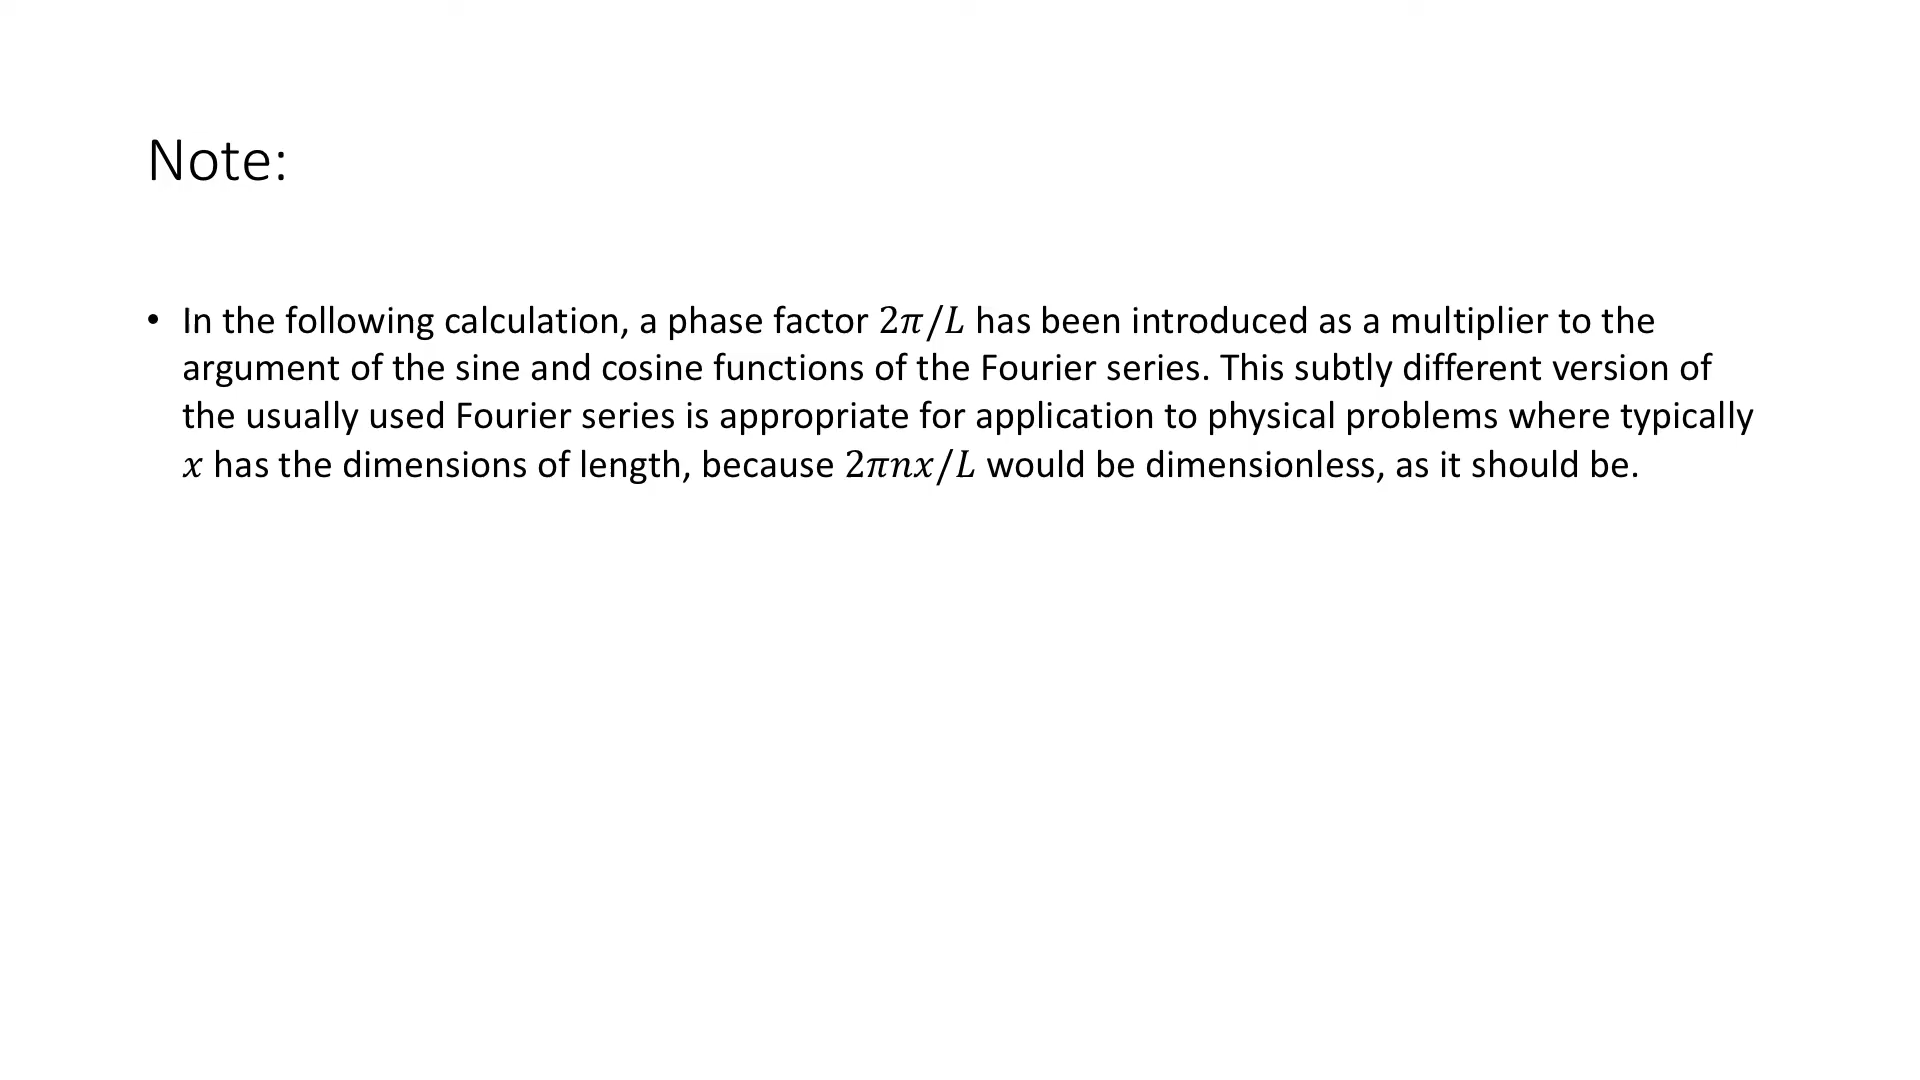 Note:
• In the following calculation, a phase factor 2𝜋/𝐿 has been introduced as a multiplier to the
argument of the sine and cosine functions of the Fourier series. This subtly different version of
the usually used Fourier series is appropriate for application to physical problems where typically
𝑥 has the dimensions of length, because 2𝜋𝑛𝑥/𝐿 would be dimensionless, as it should be.